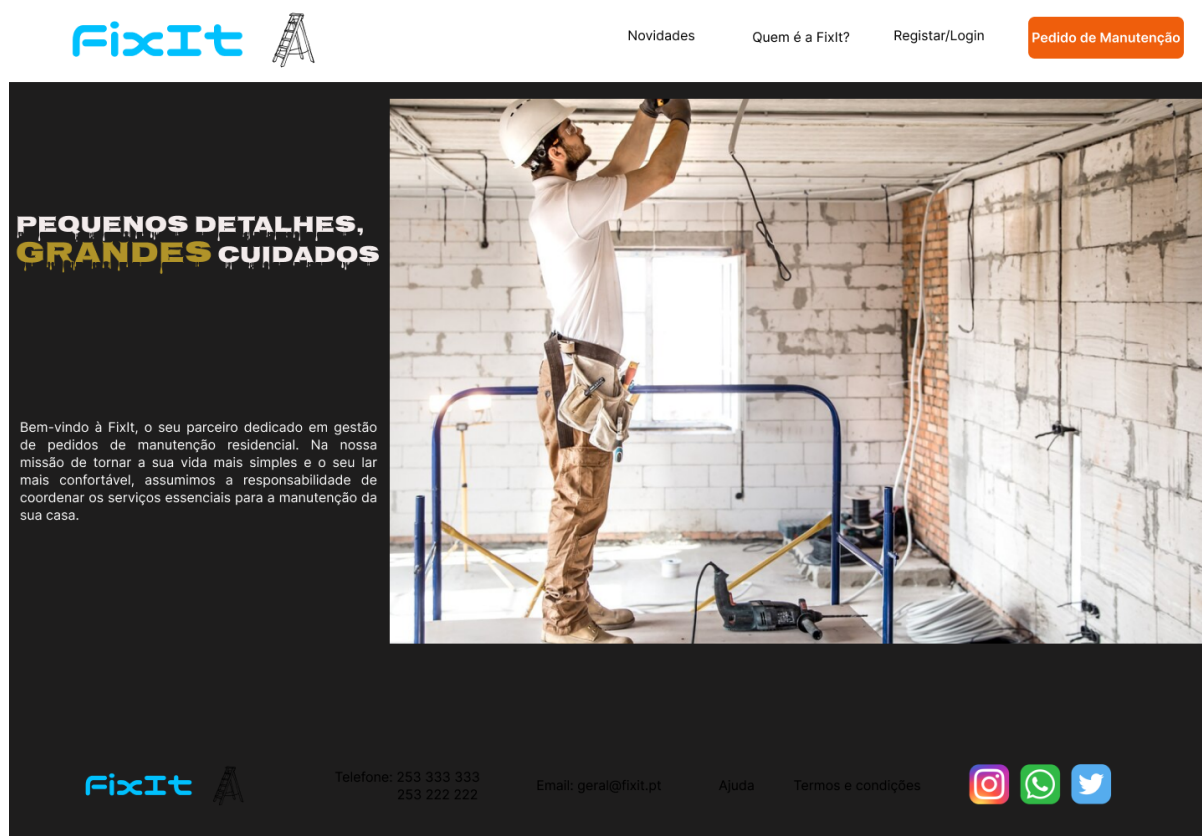 FixIt
Novidades
Quem é a FixIt?
Registar/Login
Pedido de Manutenção
PEQUENOS DETALHES,
GRANDES CUIDADOS
Bem-vindo à FixIt, o seu parceiro dedicado em gestão
de pedidos de manutenção residencial. Na nossa
missão de tornar a sua vida mais simples e o seu lar
mais confortável, assumimos a responsabilidade de
coordenar os serviços essenciais para a manutenção da
sua casa.
FixIt
Telefone: 253 333 333
253 222 222
Email: geral@fixit.pt
Ajuda
Termos e condições